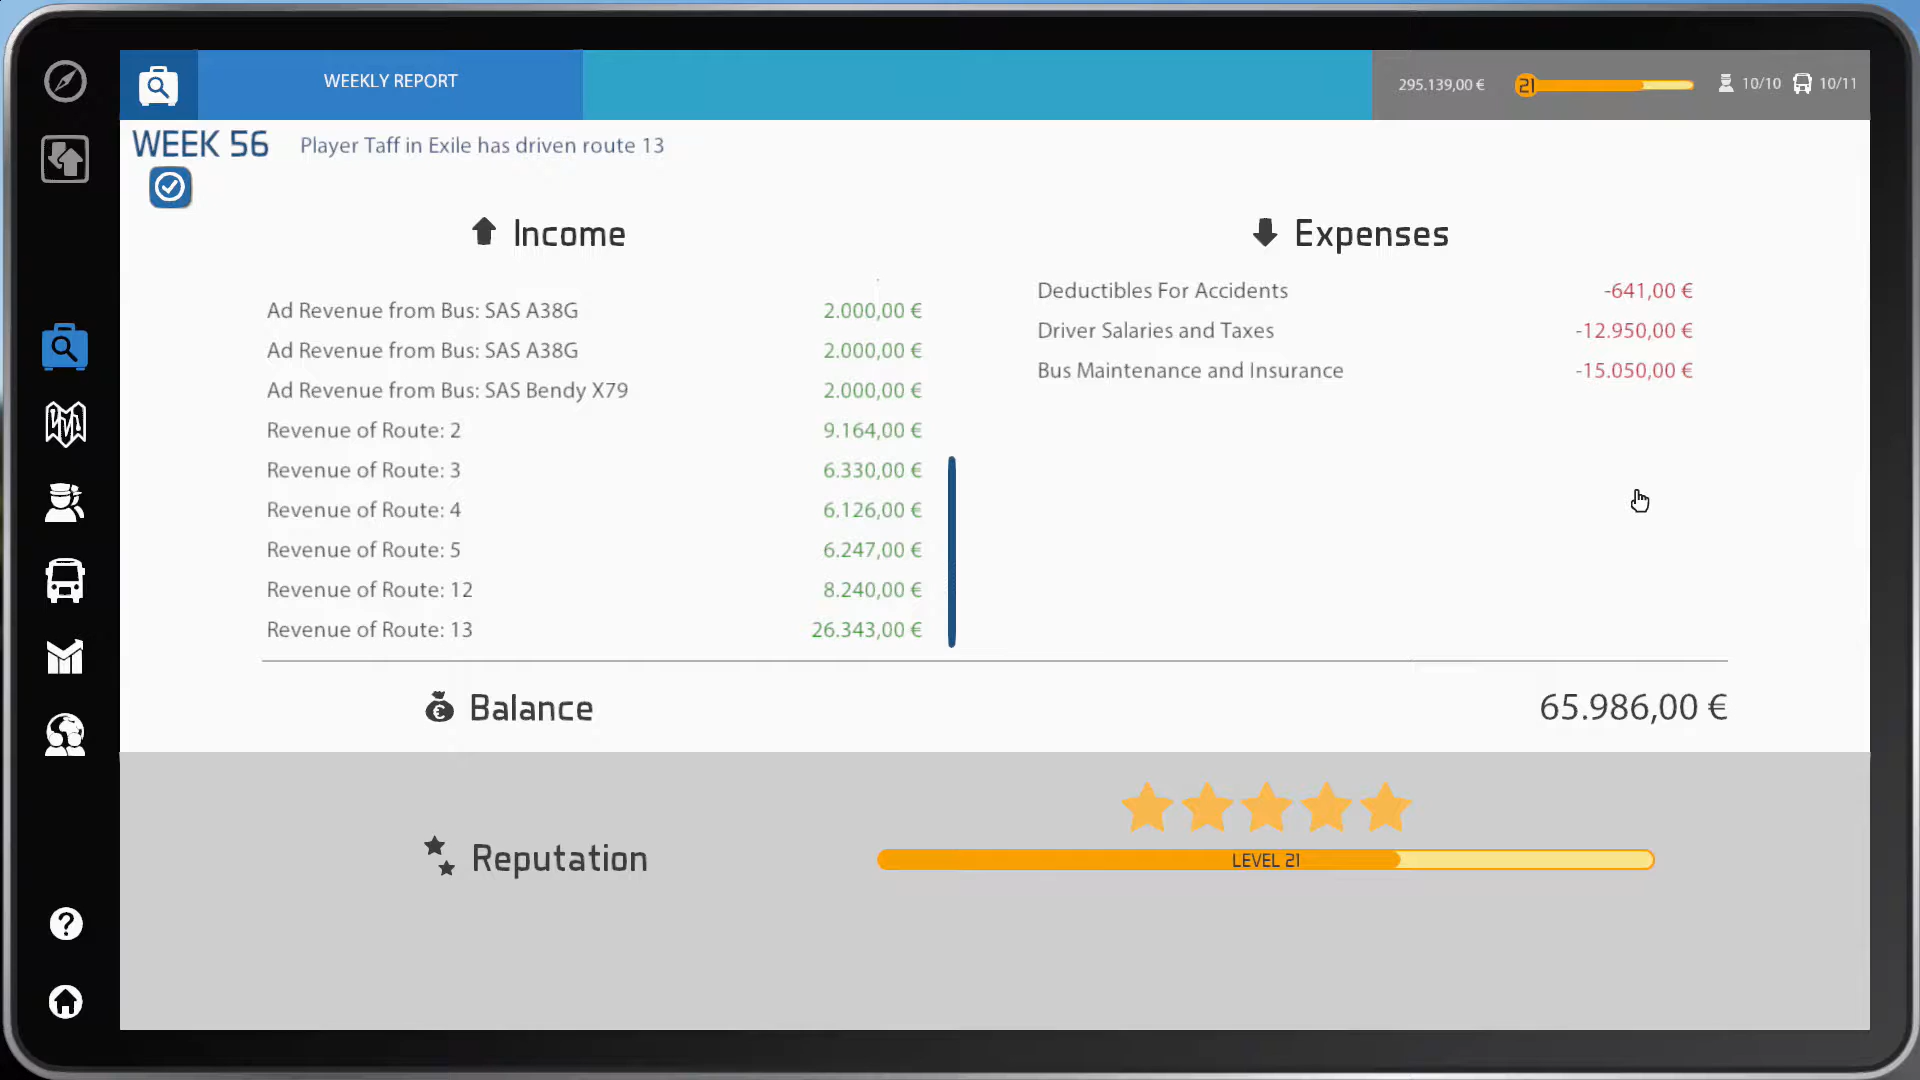 WEEKLY REPORT
295.139,00 €
21
10/10
10/11
WEEK 56
Player Taff in Exile has driven route 13
Income
Expenses
Ad Revenue from Bus: SAS A38G 2.000,00 €
Ad Revenue from Bus: SAS A38G 2.000,00 €
Ad Revenue from Bus: SAS Bendy X79 2.000,00 €
Revenue of Route: 2 9.164,00 €
Revenue of Route: 3 6.330,00 €
Revenue of Route: 4 6.126,00 €
Revenue of Route: 5 6.247,00 €
Revenue of Route: 12 8.240,00 €
Revenue of Route: 13 26.343,00 €
Deductibles For Accidents -641,00 €
Driver Salaries and Taxes -12.950,00 €
Bus Maintenance and Insurance -15.050,00 €
Balance 65.986,00 €
Reputation
LEVEL 21